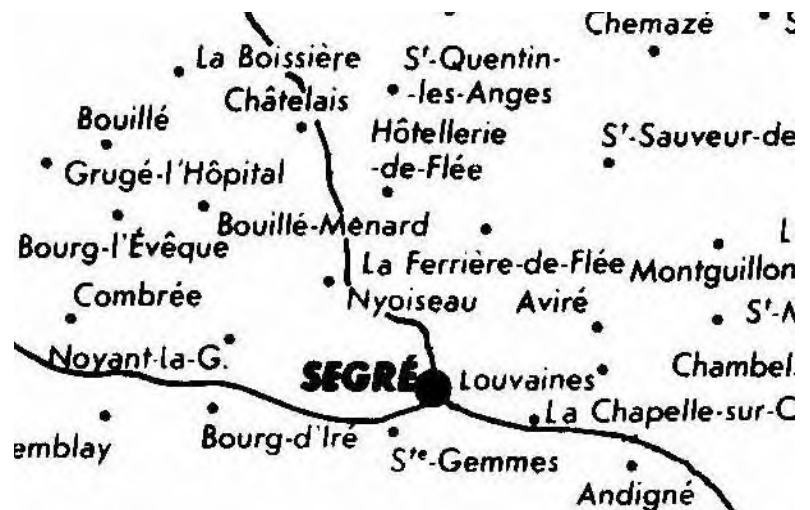 Chemazé
S
La Boissière
S^t-Quentin-
-les-Anges
Châtelais
Bouillé
Hôtellerie
-de-Flée
S^t-Sauveur-de
Grugé-l'Hôpital
Bouillé-Ménard
L
Bourg-l'Évêque
La Ferrière-de-Flée
Montguillon
Combrée
Nyoiseau
Aviré
S^t-M
Noyant-la-G.
SEGRÉ
Louvaines
Chambel
La Chapelle-sur-O
emblay
Bourg-d'Iré
S^te-Gemmes
Andigné